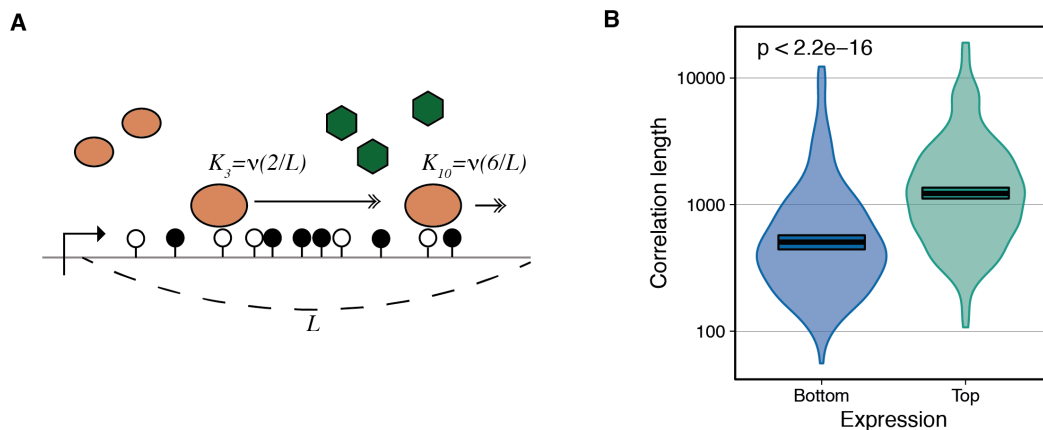 A
K₃=ν(2/L)
K₁₀=ν(6/L)
L
B
p < 2.2e−16
Correlation length
10000
1000
100
Bottom
Top
Expression